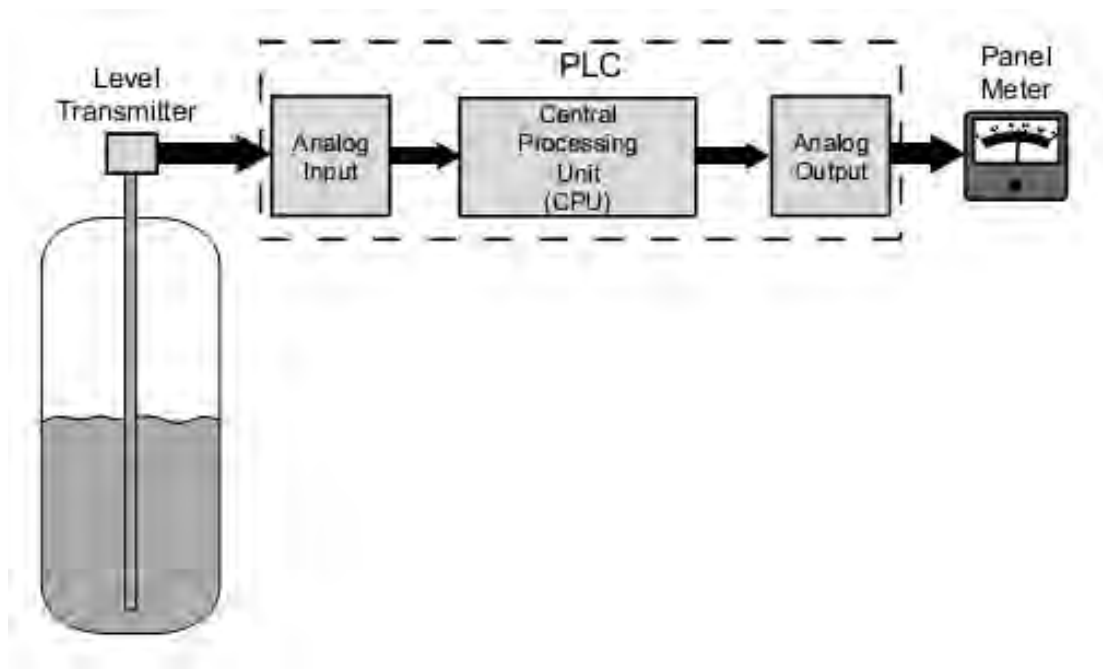 Level
Transmitter
PLC
Analog
Input
Central
Processing
Unit
(CPU)
Analog
Output
Panel
Meter